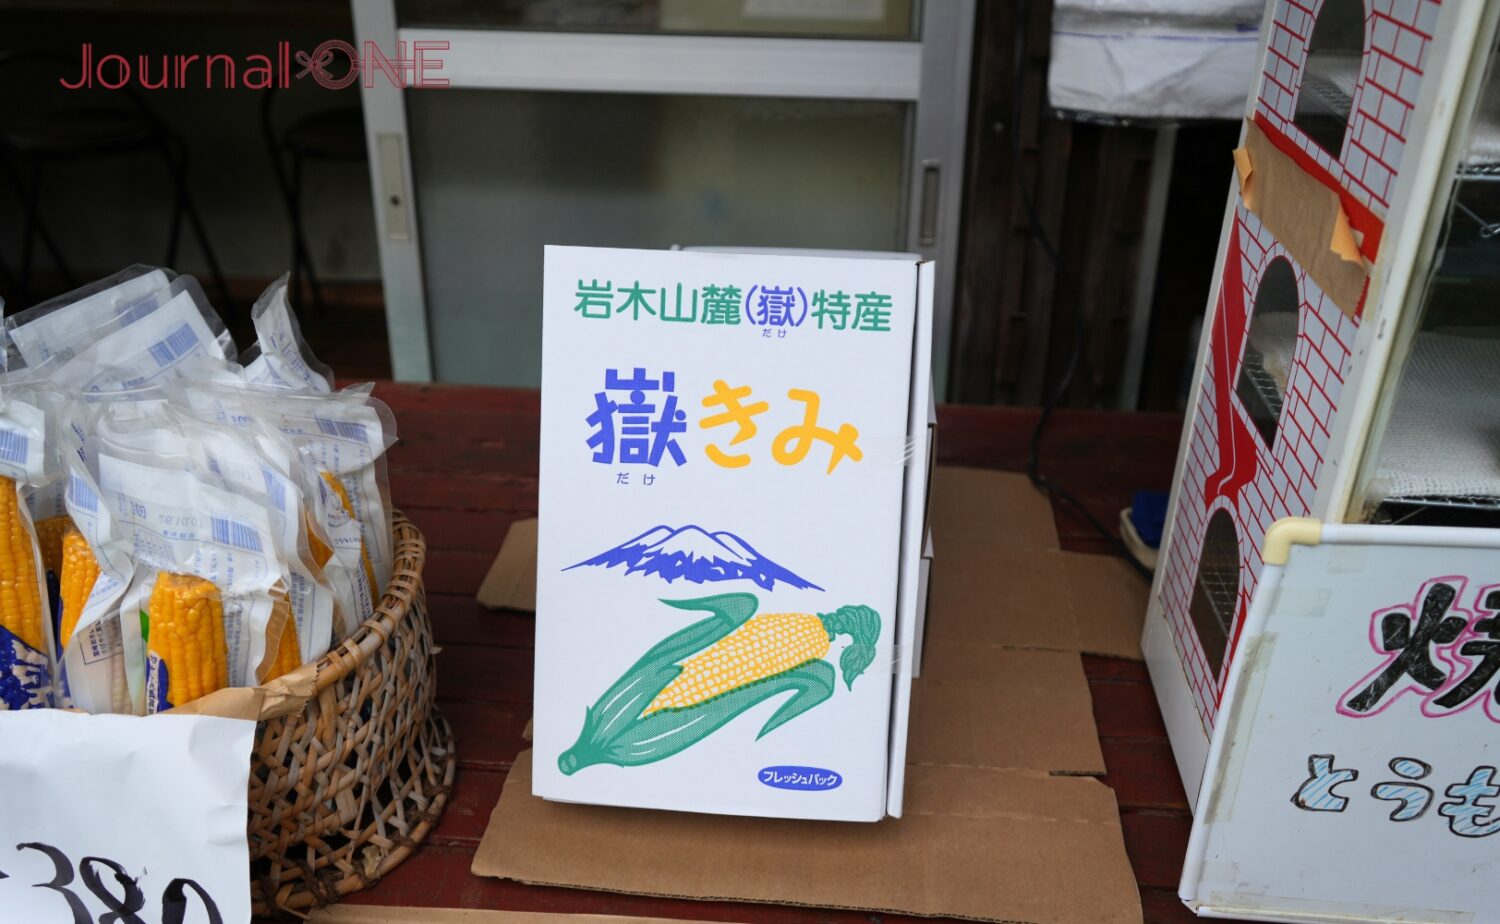 Journal ONE
岩木山麓(嶽)特産
だけ
嶽きみ
だけ
フレッシュパック
380
焼
とうも